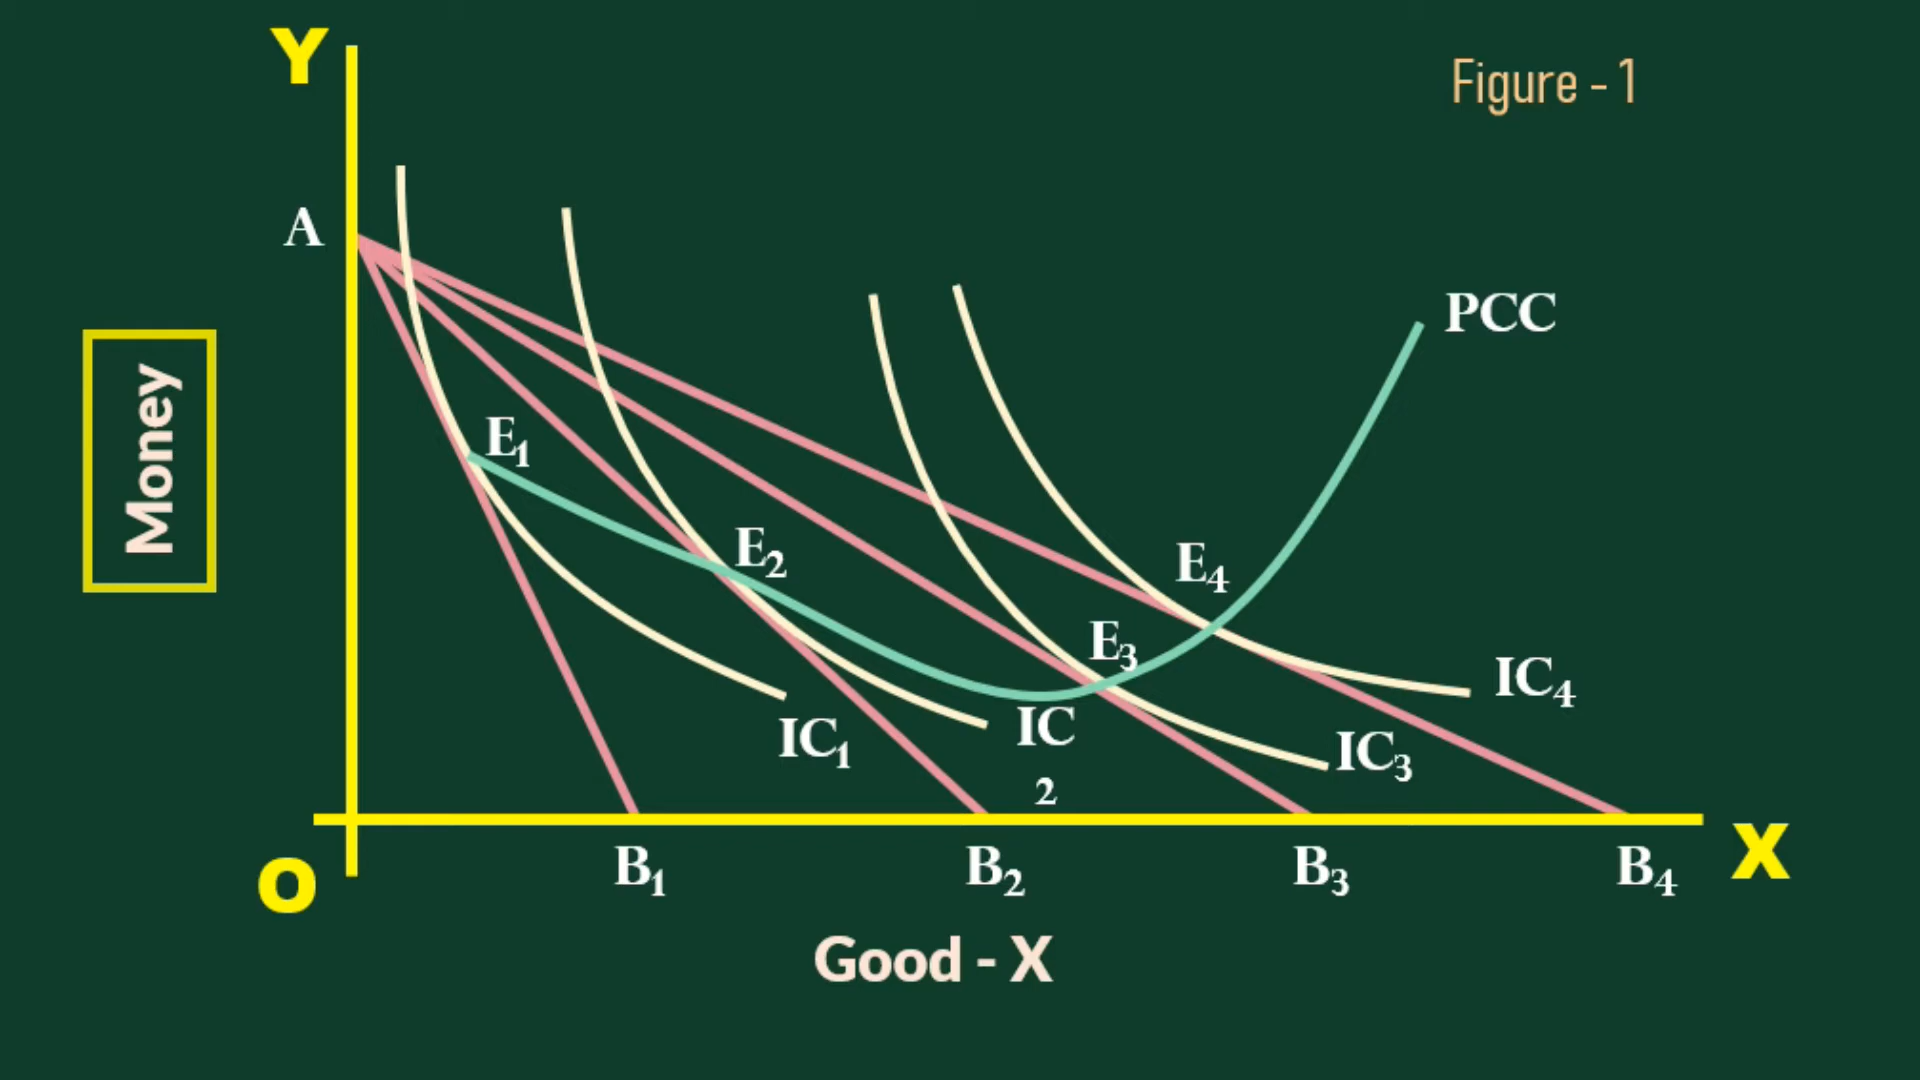 Y
Figure - 1
A
PCC
Money
E₁
E₂
E₄
E₃
IC₄
IC₁
IC
2
IC₃
O
B₁
B₂
B₃
B₄
X
Good - X